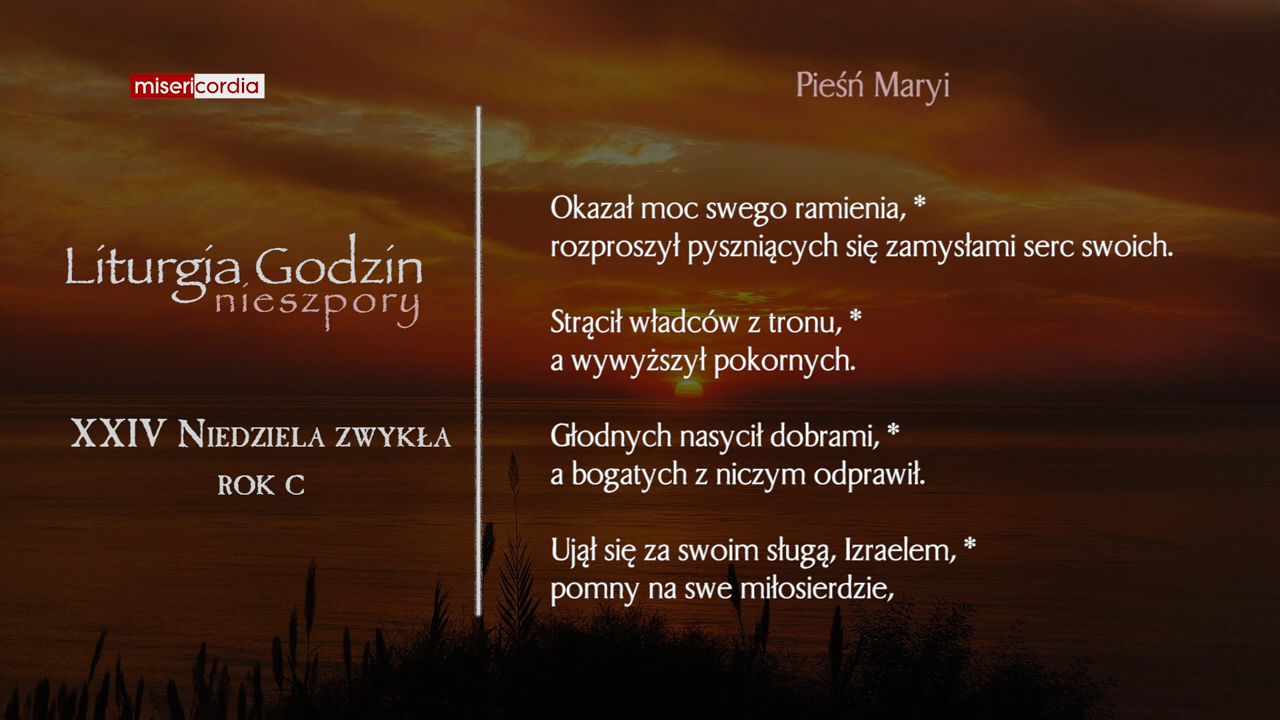 misericordia
Liturgia Godzin
nieszpory
XXIV Niedziela zwykła
rok C
Pieśń Maryi
Okazał moc swego ramienia, *
rozproszył pyszniących się zamysłami serc swoich.
Strącił władców z tronu, *
a wywyższył pokornych.
Głodnych nasycił dobrami, *
a bogatych z niczym odprawił.
Ujął się za swoim sługą, Izraelem, *
pomny na swe miłosierdzie,